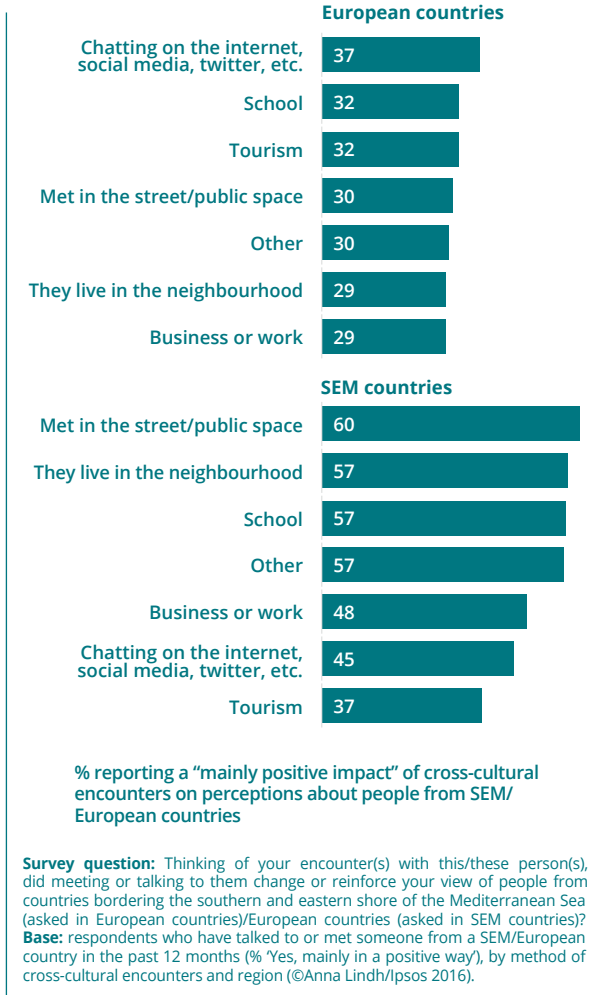 European countries
Chatting on the internet,
social media, twitter, etc.
37
School
32
Tourism
32
Met in the street/public space
30
Other
30
They live in the neighbourhood
29
Business or work
29
SEM countries
Met in the street/public space
60
They live in the neighbourhood
57
School
57
Other
57
Business or work
48
Chatting on the internet,
social media, twitter, etc.
45
Tourism
37
% reporting a “mainly positive impact” of cross-cultural
encounters on perceptions about people from SEM/
European countries
Survey question: Thinking of your encounter(s) with this/these person(s),
did meeting or talking to them change or reinforce your view of people from
countries bordering the southern and eastern shore of the Mediterranean Sea
(asked in European countries)/European countries (asked in SEM countries)?
Base: respondents who have talked to or met someone from a SEM/European
country in the past 12 months (% ‘Yes, mainly in a positive way’), by method of
cross-cultural encounters and region (©Anna Lindh/Ipsos 2016).